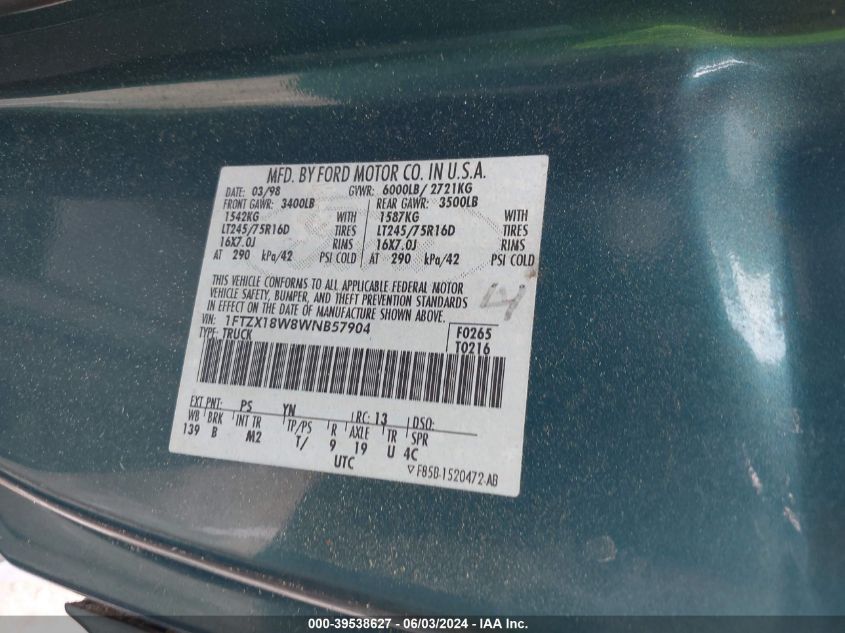 MFD. BY FORD MOTOR CO. IN U.S.A.
DATE: 03/98 GVWR: 6000LB/ 2721KG
FRONT GAWR: 3400LB REAR GAWR: 3500LB
1542KG WITH 1587KG WITH
LT245/75R16D TIRES LT245/75R16D TIRES
16X7.0J RIMS 16X7.0J RIMS
AT 290 kPa/42 PSI COLD AT 290 kPa/42 PSI COLD
THIS VEHICLE CONFORMS TO ALL APPLICABLE FEDERAL MOTOR
VEHICLE SAFETY, BUMPER, AND THEFT PREVENTION STANDARDS
IN EFFECT ON THE DATE OF MANUFACTURE SHOWN ABOVE.
VIN: 1FTZX18W8WNB57904 F0265
TYPE: TRUCK T0216
EXT PNT: PS YN RC: 13 DSO:
WB BRK INT TR TP/PS R AXLE TR SPR
139 B M2 T/ 9 19 U 4C
UTC
▽ F85B-1520472-AB
000-39538627 - 06/03/2024 - IAA Inc.